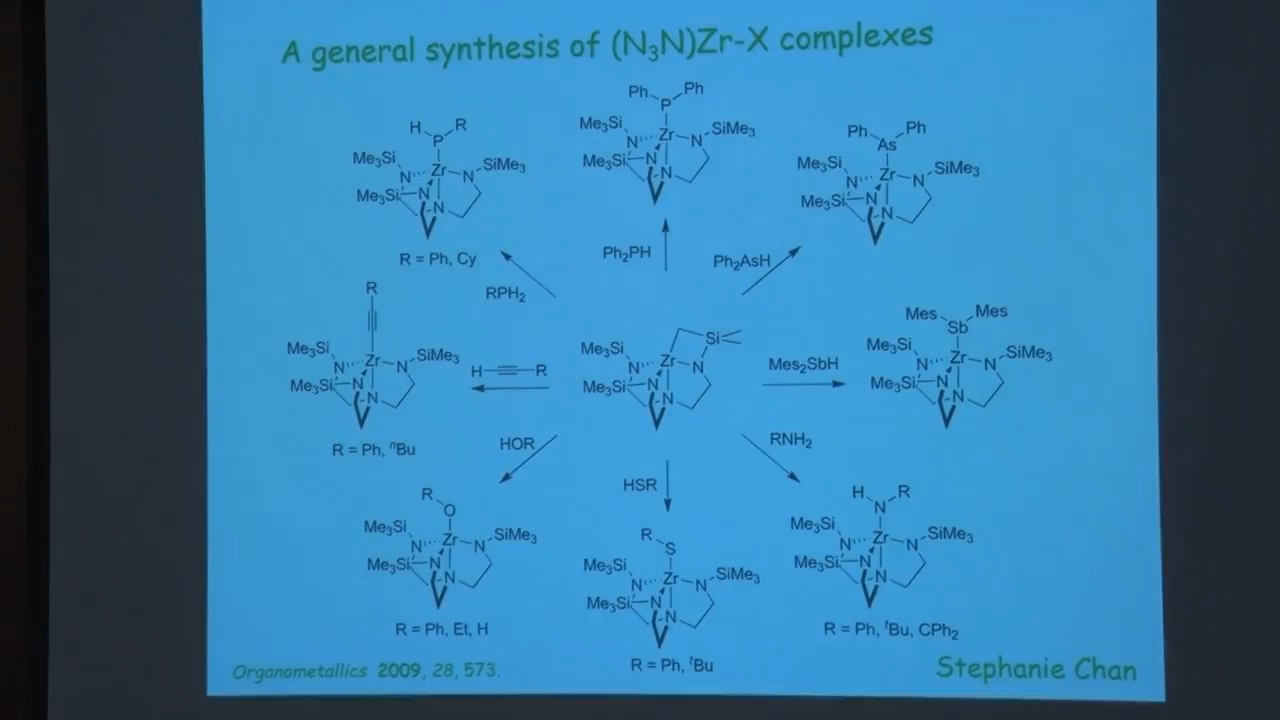 A general synthesis of (N₃N)Zr-X complexes
Ph Ph
P
Me₃Si Zr N SiMe₃
N
Me₃Si N
N
H R
P
Me₃Si Zr N SiMe₃
N
Me₃Si N
N
R = Ph, Cy
Ph Ph
As
Me₃Si Zr N SiMe₃
N
Me₃Si N
N
RPH₂
Ph₂PH
Ph₂AsH
R
Me₃Si Zr N SiMe₃
N
Me₃Si N
N
R = Ph, ⁿBu
H R
Si
Me₃Si Zr N
N
Me₃Si N
N
Mes₂SbH
Mes Mes
Sb
Me₃Si Zr N SiMe₃
N
Me₃Si N
N
HOR
HSR
RNH₂
R
O
Me₃Si Zr N SiMe₃
N
Me₃Si N
N
R = Ph, Et, H
R
S
Me₃Si Zr N SiMe₃
N
Me₃Si N
N
R = Ph, ᵗBu
H R
N
Me₃Si Zr N SiMe₃
N
Me₃Si N
N
R = Ph, ᵗBu, CPh₂
Organometallics 2009, 28, 573.
Stephanie Chan